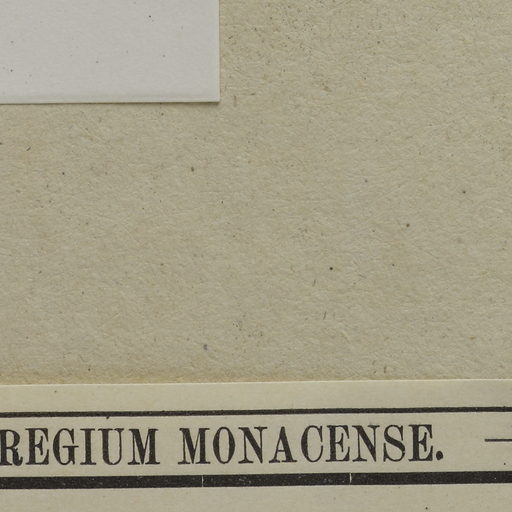 REGIUM MONACENSE. —